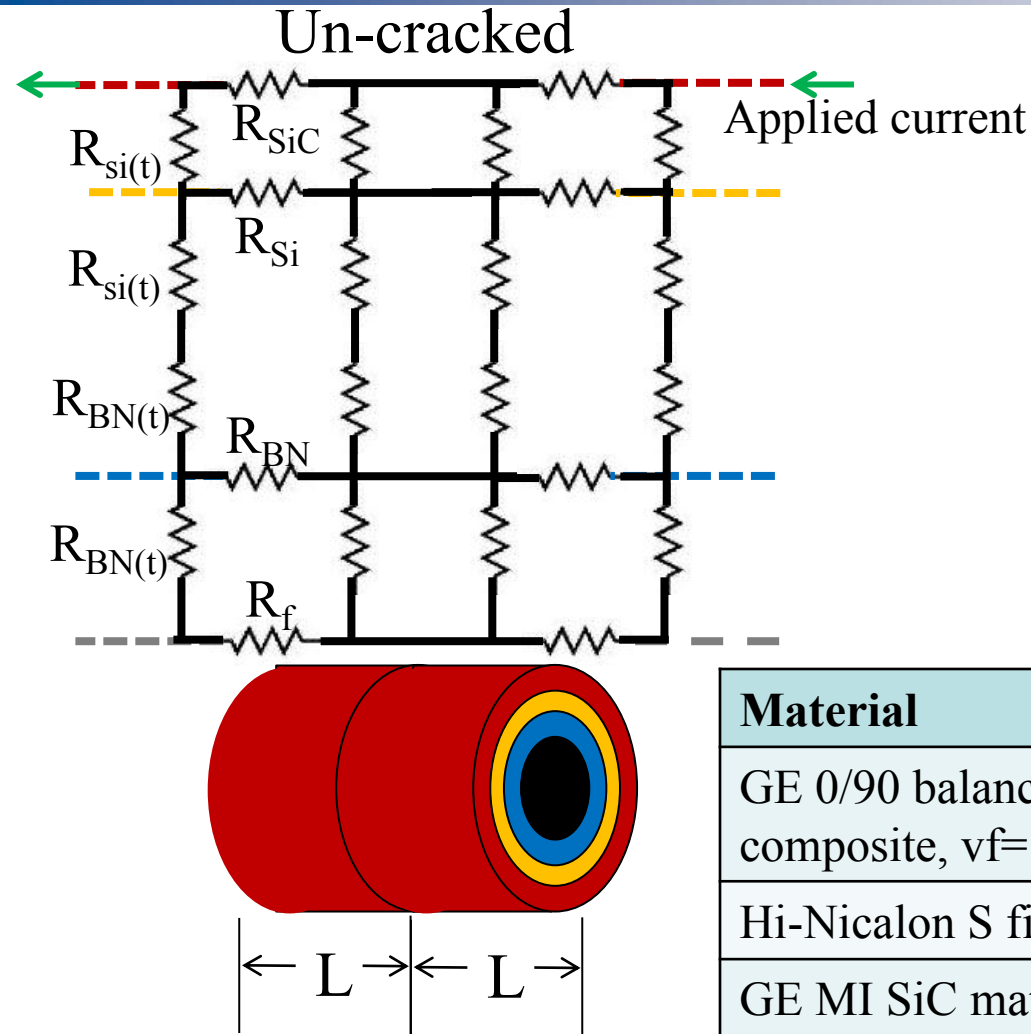 Un-cracked
Applied current
R_SiC
R_si(t)
R_Si
R_si(t)
R_BN(t)
R_BN
R_BN(t)
R_f
L L
Material
GE 0/90 balanc
composite, vf=
Hi-Nicalon S fi
GE MI SiC mat